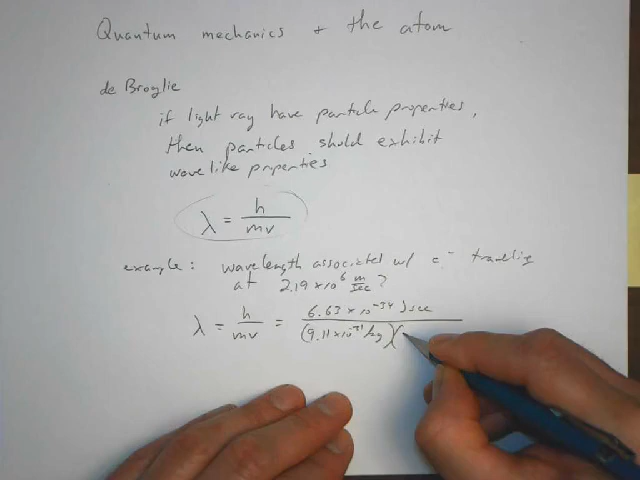 Quantum mechanics + the atom
de Broglie
if light ray have particle properties,
then particles should exhibit
wave like properties
λ = h/mv
example: wavelength associated w/ e⁻ traveling
at 2.19 × 10⁶ m/sec ?
λ = h/mv = 6.63 × 10⁻³⁴ J sec / (9.11 × 10⁻³¹ kg)(